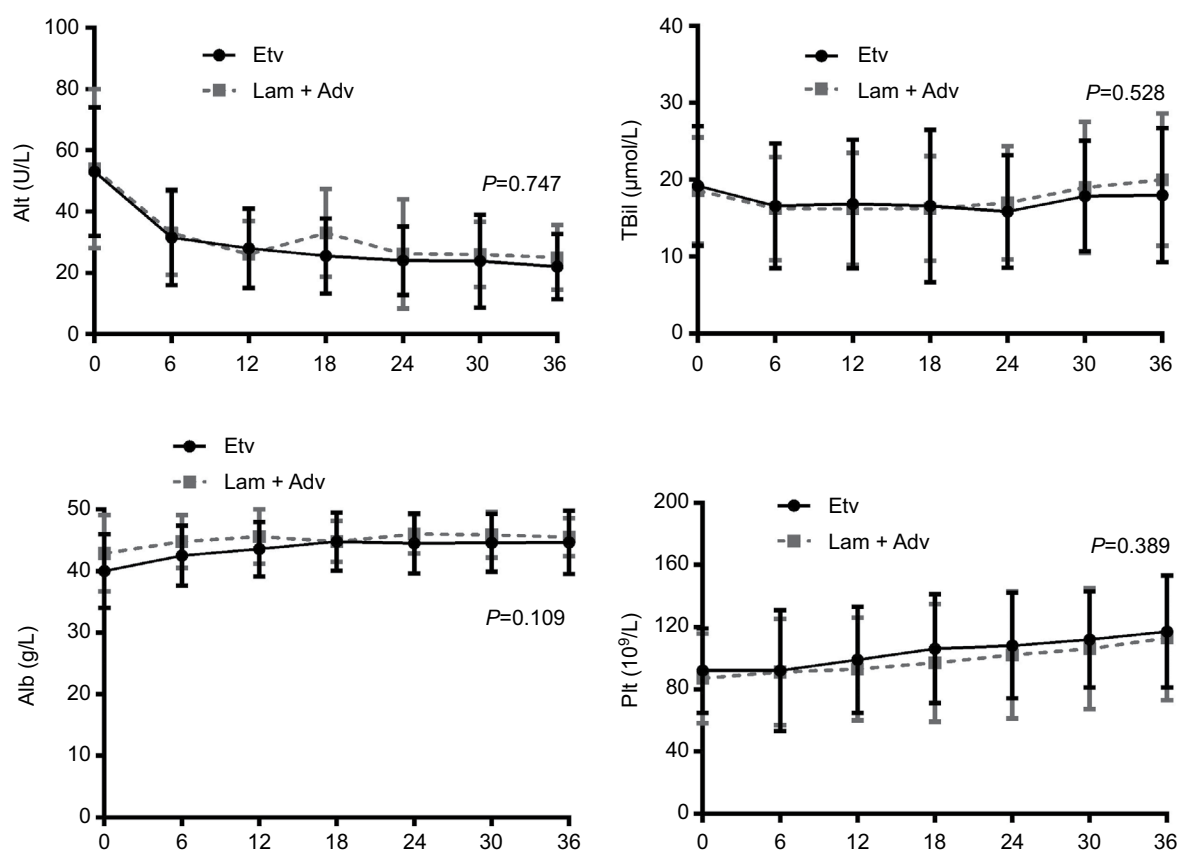 Alt (U/L)
100
80
60
40
20
0
0 6 12 18 24 30 36
Etv
Lam + Adv
P=0.747
TBil (μmol/L)
40
30
20
10
0
0 6 12 18 24 30 36
Etv
Lam + Adv
P=0.528
Etv
Lam + Adv
Alb (g/L)
50
40
30
20
10
0
0 6 12 18 24 30 36
P=0.109
Plt (10⁹/L)
200
160
120
80
40
0
0 6 12 18 24 30 36
Etv
Lam + Adv
P=0.389